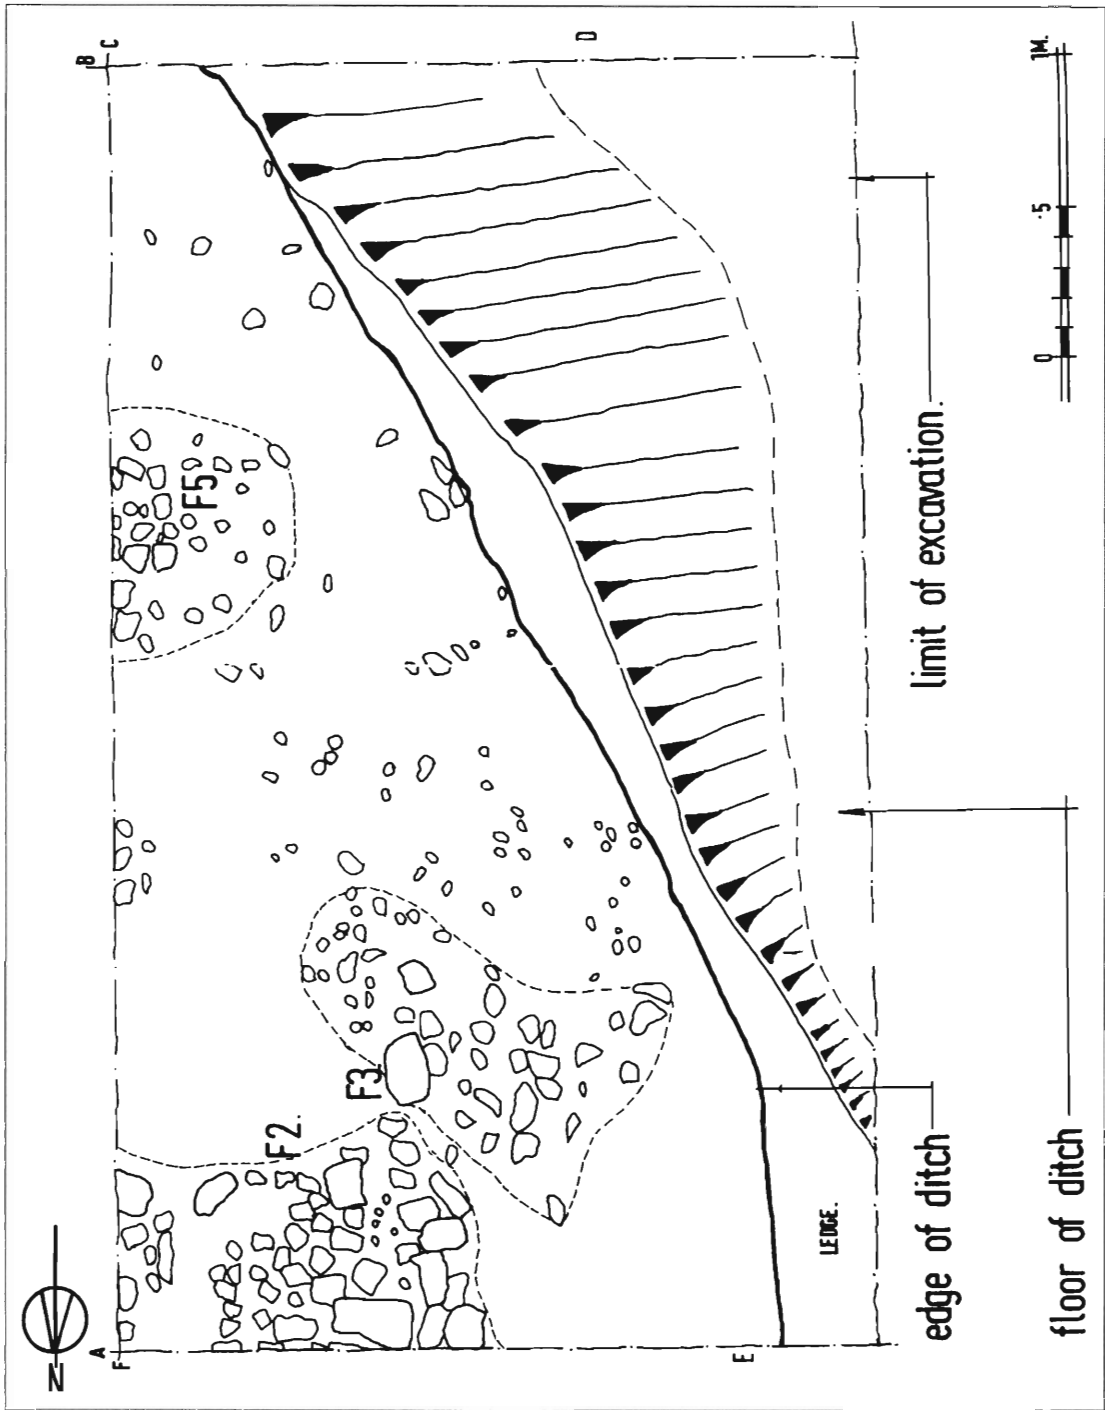 B
C
D
1M.
·5
0
F5
limit of excavation.
F3
F2.
LEDGE.
edge of ditch
floor of ditch
A
F
E
N